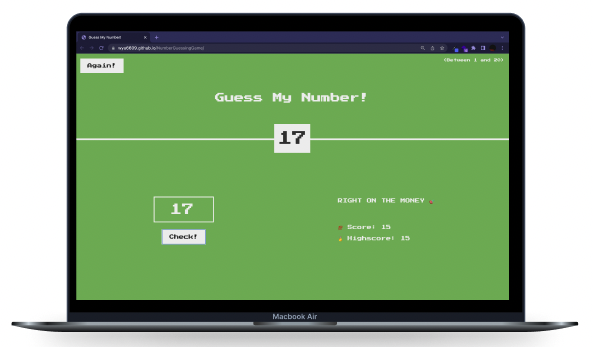 Guess My Number!
wya6699.github.io/NumberGuessingGame/
Again!
(Between 1 and 20)
Guess My Number!
17
17
Check!
RIGHT ON THE MONEY
Score: 15
Highscore: 15
Macbook Air